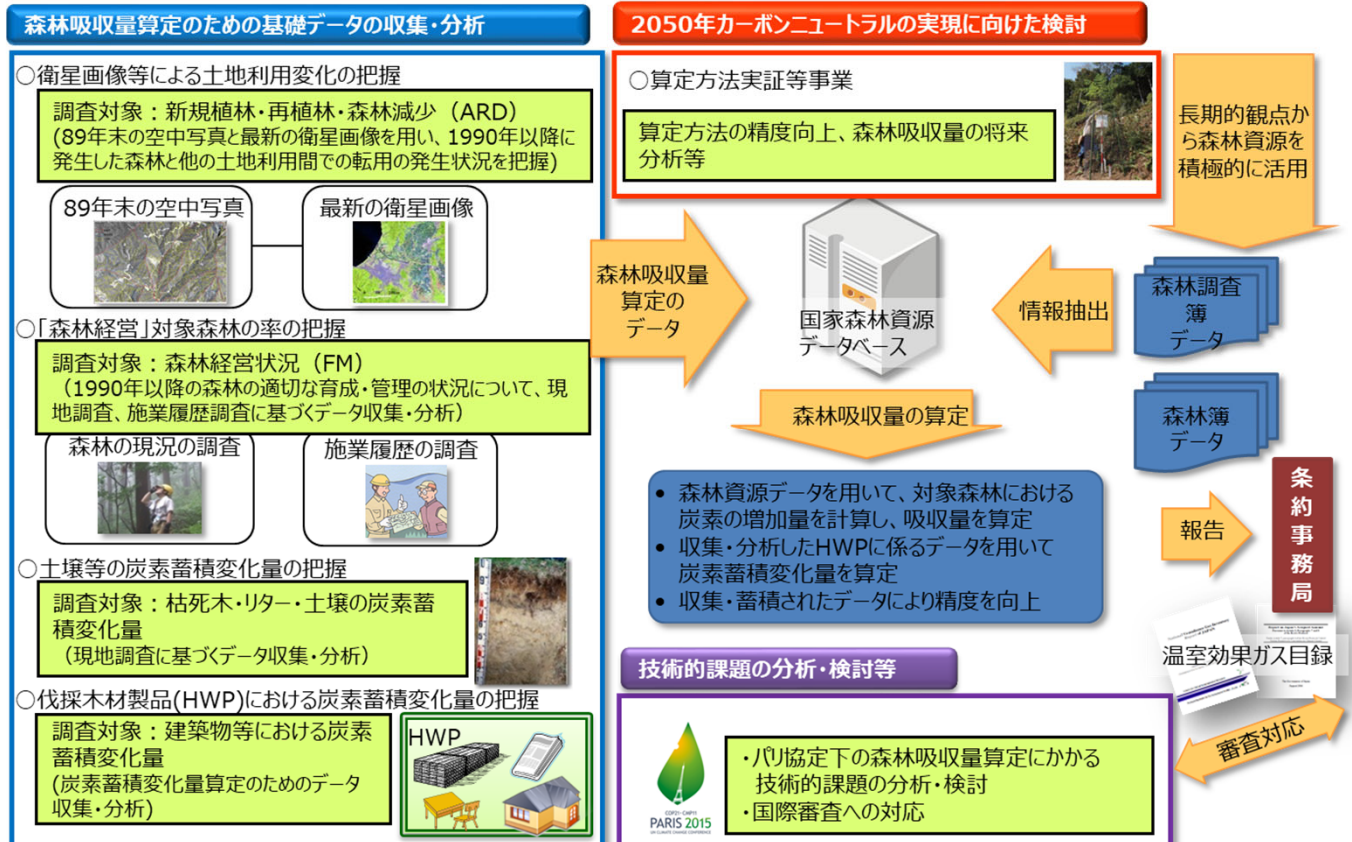 森林吸収量算定のための基礎データの収集・分析
○衛星画像等による土地利用変化の把握
調査対象：新規植林・再植林・森林減少（ARD）
(89年末の空中写真と最新の衛星画像を用い、1990年以降に
発生した森林と他の土地利用間での転用の発生状況を把握)
89年末の空中写真
最新の衛星画像
○「森林経営」対象森林の率の把握
調査対象：森林経営状況（FM）
（1990年以降の森林の適切な育成・管理の状況について、現
地調査、施業履歴調査に基づくデータ収集・分析）
森林の現況の調査
施業履歴の調査
○土壌等の炭素蓄積変化量の把握
調査対象：枯死木・リター・土壌の炭素蓄
積変化量
（現地調査に基づくデータ収集・分析）
○伐採木材製品(HWP)における炭素蓄積変化量の把握
調査対象：建築物等における炭素
蓄積変化量
(炭素蓄積変化量算定のためのデータ
収集・分析)
HWP
2050年カーボンニュートラルの実現に向けた検討
○算定方法実証等事業
算定方法の精度向上、森林吸収量の将来
分析等
長期的観点か
ら森林資源を
積極的に活用
森林吸収量
算定の
データ
国家森林資源
データベース
情報抽出
森林調査
簿
データ
森林簿
データ
森林吸収量の算定
• 森林資源データを用いて、対象森林における
炭素の増加量を計算し、吸収量を算定
• 収集・分析したHWPに係るデータを用いて
炭素蓄積変化量を算定
• 収集・蓄積されたデータにより精度を向上
報告
条約事務局
温室効果ガス目録
審査対応
技術的課題の分析・検討等
COP21・CMP11
PARIS 2015
UN CLIMATE CHANGE CONFERENCE
・パリ協定下の森林吸収量算定にかかる
技術的課題の分析・検討
・国際審査への対応